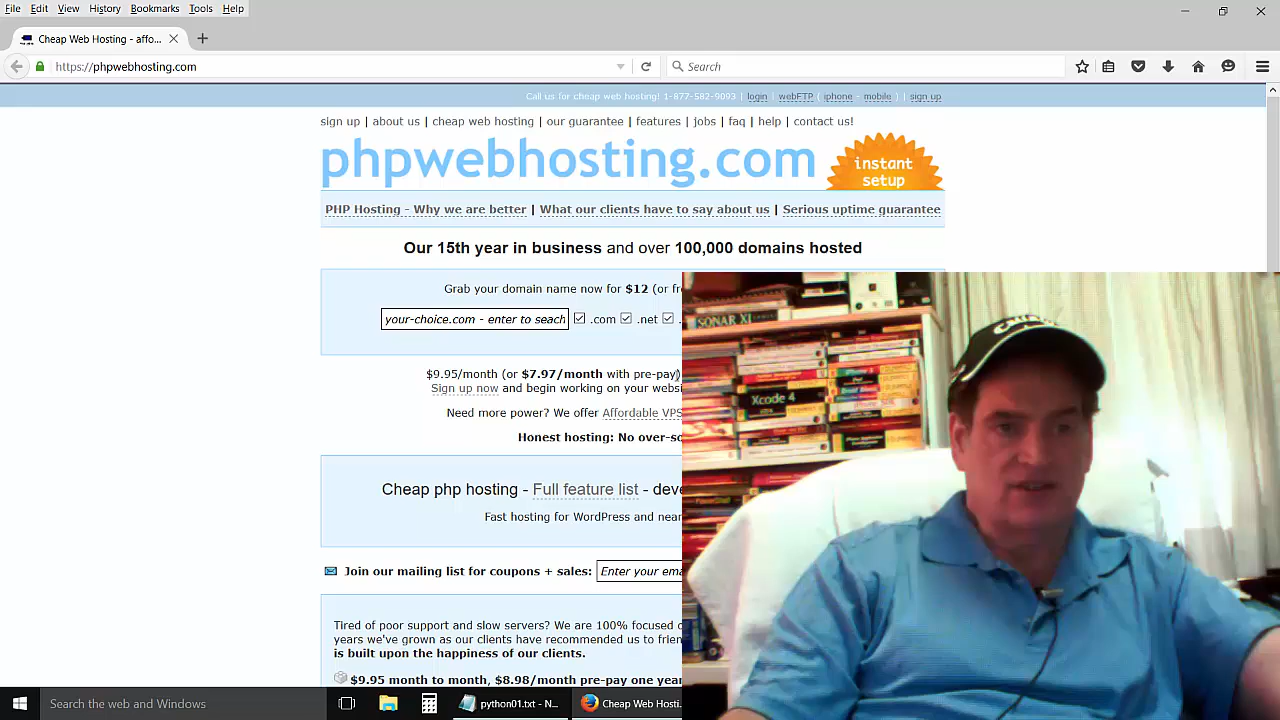 File Edit View History Bookmarks Tools Help
Cheap Web Hosting - affo...
https://phpwebhosting.com
Search
Call us for cheap web hosting! 1-877-582-9093 | login | webFTP ( iphone - mobile ) | sign up
sign up | about us | cheap web hosting | our guarantee | features | jobs | faq | help | contact us!
phpwebhosting.com
instant
setup
PHP Hosting - Why we are better | What our clients have to say about us | Serious uptime guarantee
Our 15th year in business and over 100,000 domains hosted
Grab your domain name now for $12 (or fr
your-choice.com - enter to seach .com .net
$9.95/month (or $7.97/month with pre-pay)
Sign up now and begin working on your websi
Need more power? We offer Affordable VPS
Honest hosting: No over-so
Cheap php hosting - Full feature list - deve
Fast hosting for WordPress and near
Join our mailing list for coupons + sales: Enter your ema
Tired of poor support and slow servers? We are 100% focused o
years we've grown as our clients have recommended us to frien
is built upon the happiness of our clients.
$9.95 month to month, $8.98/month pre-pay one year
SONAR XI
Xcode 4
Search the web and Windows
python01.txt - N...
Cheap Web Hosti...